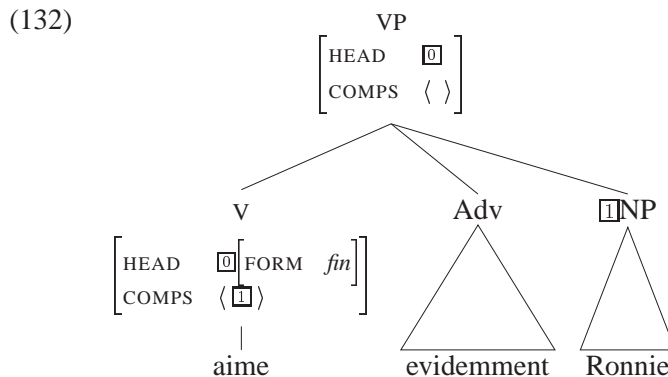 (132)
VP
HEAD 0
COMPS ⟨ ⟩
V Adv 1NP
HEAD 0 FORM fin
COMPS ⟨ 1 ⟩
aime evidemment Ronnie